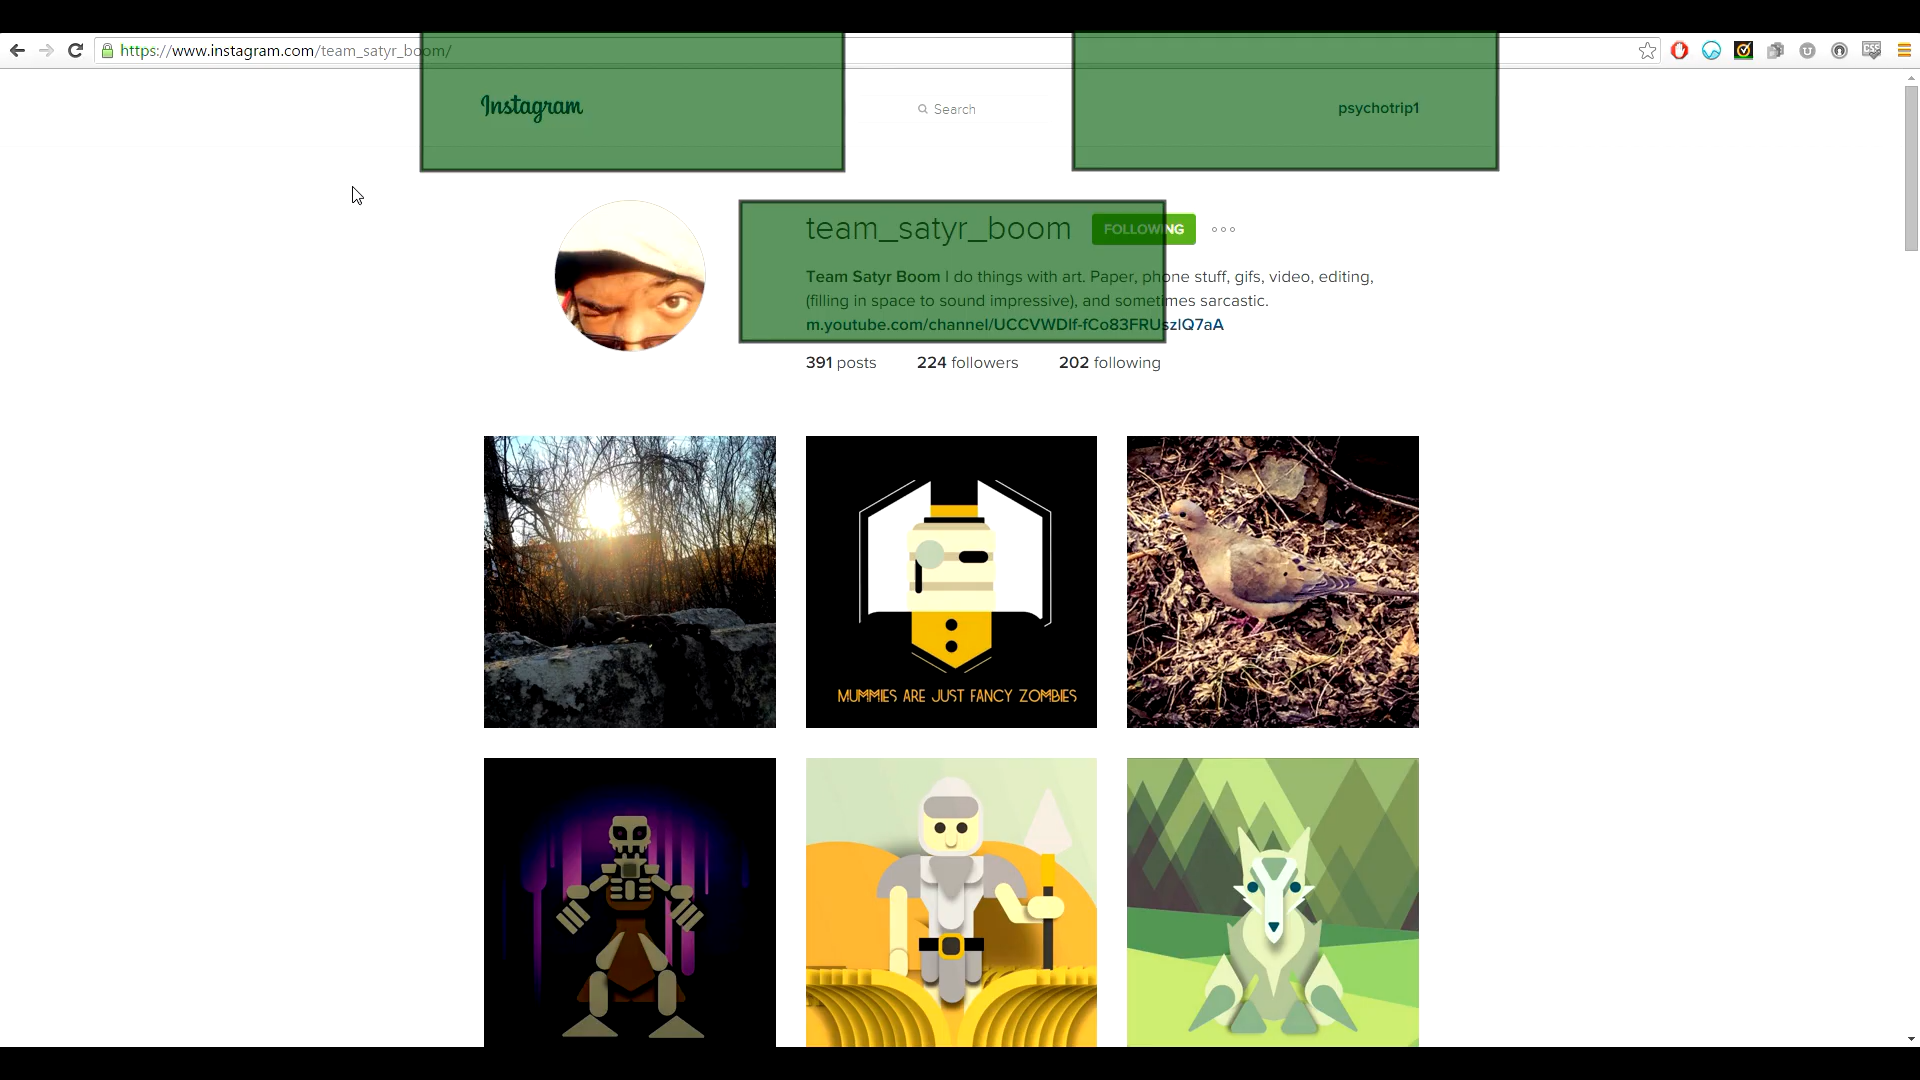 https://www.instagram.com/team_satyr_boom/
Instagram
Search
psychotrip1
team_satyr_boom FOLLOWING
Team Satyr Boom I do things with art. Paper, phone stuff, gifs, video, editing,
(filling in space to sound impressive), and sometimes sarcastic.
m.youtube.com/channel/UCCVWDlf-fCo83FRUszlQ7aA
391 posts 224 followers 202 following
MUMMIES ARE JUST FANCY ZOMBIES